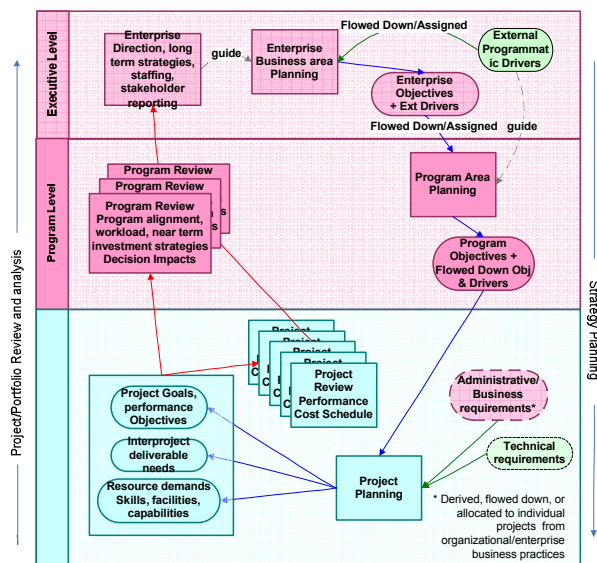 Executive Level
Enterprise
Direction, long
term strategies,
staffing,
stakeholder
reporting
guide
Enterprise
Business area
Planning
Flowed Down/Assigned
External
Programmat
ic Drivers
Enterprise
Objectives
+ Ext Drivers
Flowed Down/Assigned
guide
Program Level
Program Review
Program Review
Program Review
Program alignment,
workload, near term
investment strategies
Decision Impacts
s
s
Program Area
Planning
Program
Objectives +
Flowed Down Obj
& Drivers
Project/Portfolio Review and analysis
Strategy Planning
Project
Project
Project
Project
Project
Review
Performance
Cost Schedule
C
C
C
C
Project Goals,
performance
Objectives
Interproject
deliverable
needs
Resource demands
Skills, facilities,
capabilities
Project
Planning
Administrative/
Business
requirements*
Technical
requirements
* Derived, flowed down, or
allocated to individual
projects from
organizational/enterprise
business practices